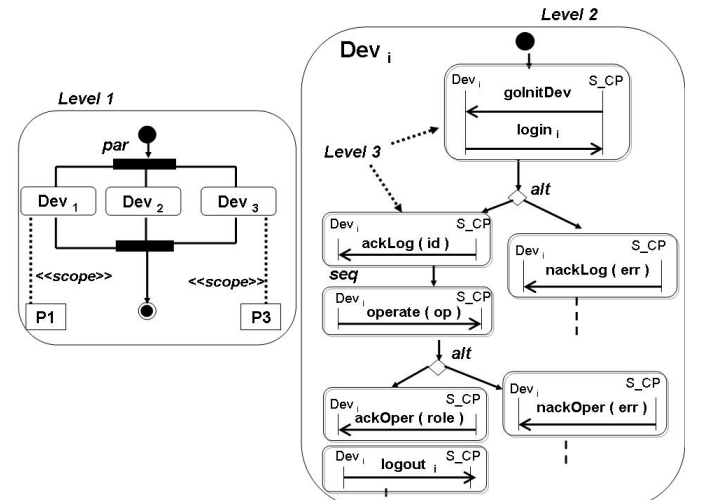 Level 1
par
Dev 1
Dev 2
Dev 3
<<scope>>
<<scope>>
P1
P3
Level 2
Dev i
Dev i
S_CP
goInitDev
login i
Level 3
alt
Dev i
S_CP
ackLog ( id )
Dev i
S_CP
nackLog ( err )
seq
Dev i
S_CP
operate ( op )
alt
Dev i
S_CP
ackOper ( role )
Dev i
S_CP
nackOper ( err )
Dev i
S_CP
logout i